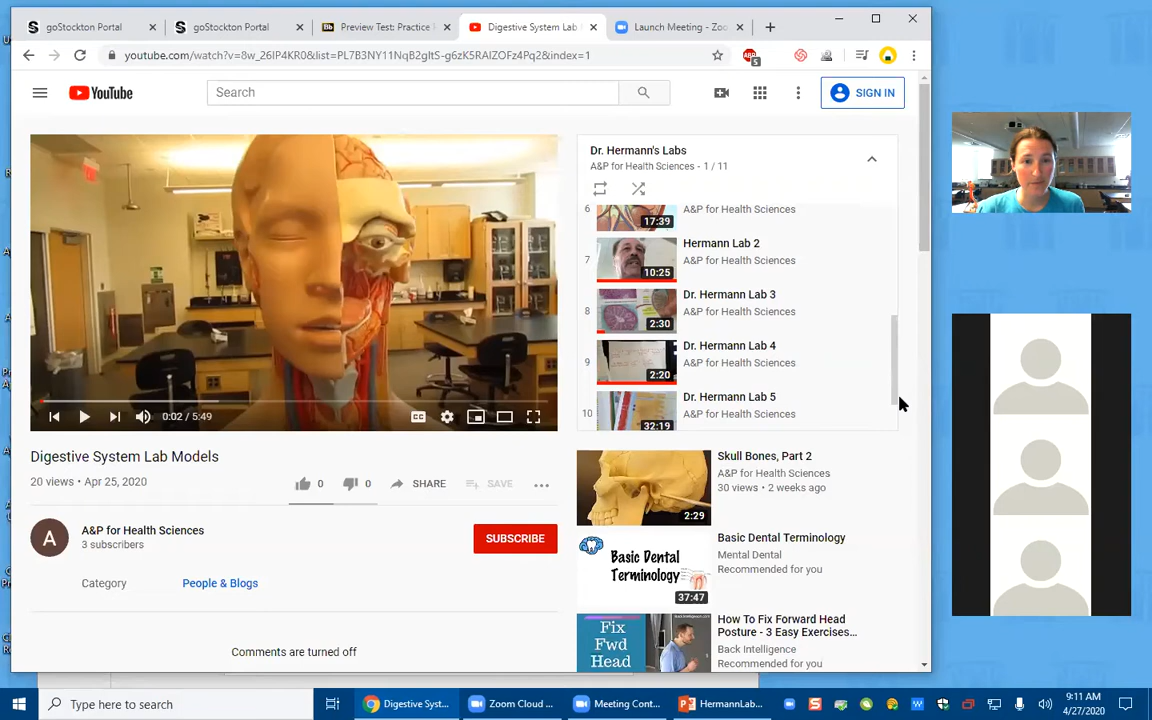 goStockton Portal
goStockton Portal
Preview Test: Practice
Digestive System Lab
Launch Meeting - Zoo
youtube.com/watch?v=8w_26lP4KR0&list=PL7B3NY11NqB2gltS-g6zK5RAlZOFz4Pq2&index=1
YouTube
Search
SIGN IN
Dr. Hermann's Labs
A&P for Health Sciences - 1 / 11
6
17:39
A&P for Health Sciences
7
10:25
Hermann Lab 2
A&P for Health Sciences
8
2:30
Dr. Hermann Lab 3
A&P for Health Sciences
9
2:20
Dr. Hermann Lab 4
A&P for Health Sciences
10
32:19
Dr. Hermann Lab 5
A&P for Health Sciences
0:02 / 5:49
CC
Digestive System Lab Models
20 views • Apr 25, 2020
0
0
SHARE
SAVE
A
A&P for Health Sciences
3 subscribers
SUBSCRIBE
Category
People & Blogs
Comments are turned off
2:29
Skull Bones, Part 2
A&P for Health Sciences
30 views • 2 weeks ago
Basic Dental
Terminology
37:47
Basic Dental Terminology
Mental Dental
Recommended for you
Fix
Fwd
Head
How To Fix Forward Head
Posture - 3 Easy Exercises...
Back Intelligence
Recommended for you
Type here to search
Digestive Syst...
Zoom Cloud ...
Meeting Cont...
HermannLab...
9:11 AM
4/27/2020